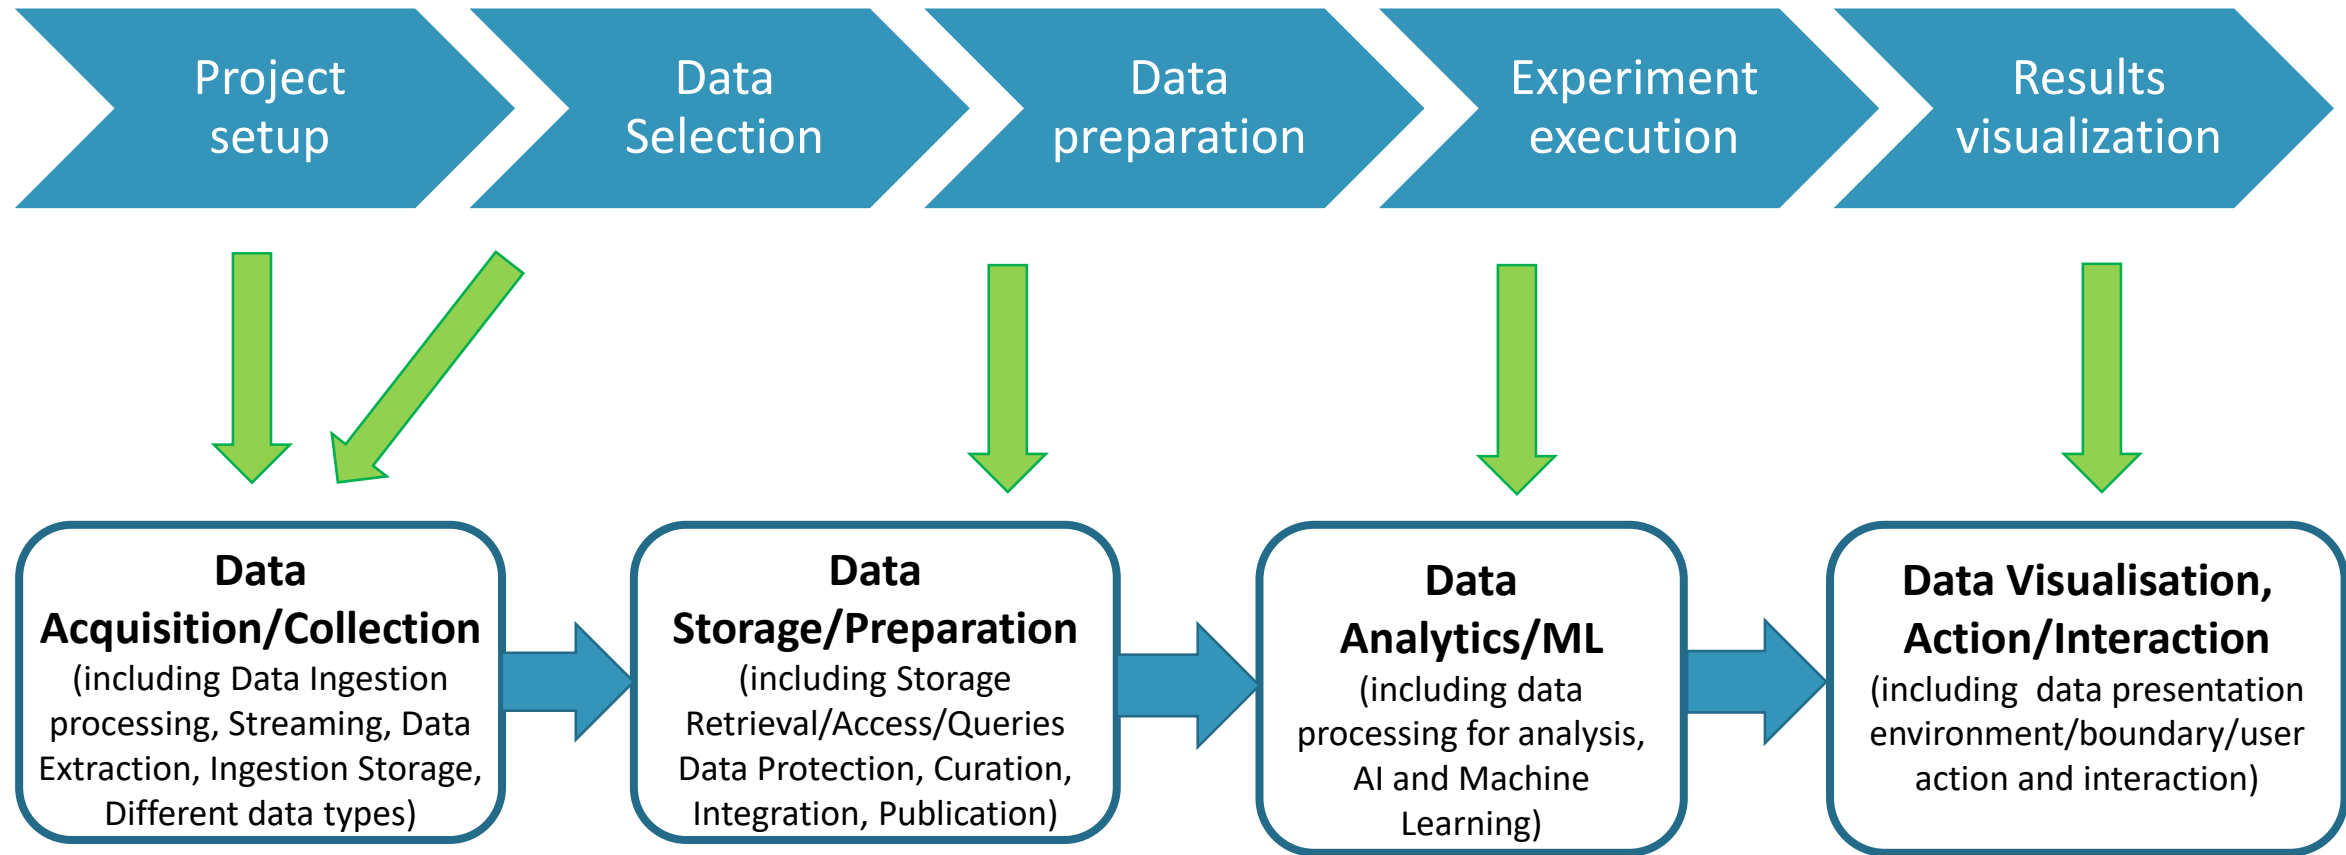 Project
setup
Data
Selection
Data
preparation
Experiment
execution
Results
visualization
Data
Acquisition/Collection
(including Data Ingestion
processing, Streaming, Data
Extraction, Ingestion Storage,
Different data types)
Data
Storage/Preparation
(including Storage
Retrieval/Access/Queries
Data Protection, Curation,
Integration, Publication)
Data
Analytics/ML
(including data
processing for analysis,
AI and Machine
Learning)
Data Visualisation,
Action/Interaction
(including  data presentation
environment/boundary/user
action and interaction)